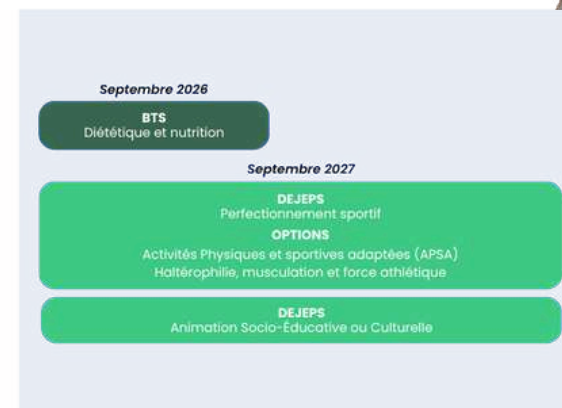 Septembre 2026
BTS
Diététique et nutrition
Septembre 2027
DEJEPS
Perfectionnement sportif
OPTIONS
Activités Physiques et sportives adaptées (APSA)
Haltérophilie, musculation et force athlétique
DEJEPS
Animation Socio-Éducative ou Culturelle